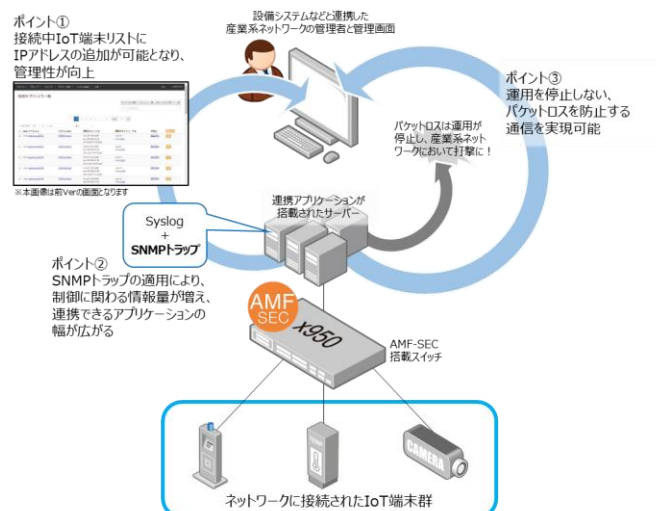 ポイント①
接続中IoT端末リストに
IPアドレスの追加が可能となり、
管理性が向上
※本画像は前Verの画面となります
設備システムなどと連携した
産業系ネットワークの管理者と管理画面
ポイント③
運用を停止しない、
パケットロスを防止する
通信を実現可能
パケットロスは運用が
停止し、産業系ネット
ワークにおいて打撃に!
連携アプリケーションが
搭載されたサーバー
Syslog
+
SNMPトラップ
ポイント②
SNMPトラップの適用により、
制御に関わる情報量が増え、
連携できるアプリケーションの
幅が広がる
AMF
SEC
x950
AMF-SEC
搭載スイッチ
CAMERA
ネットワークに接続されたIoT端末群